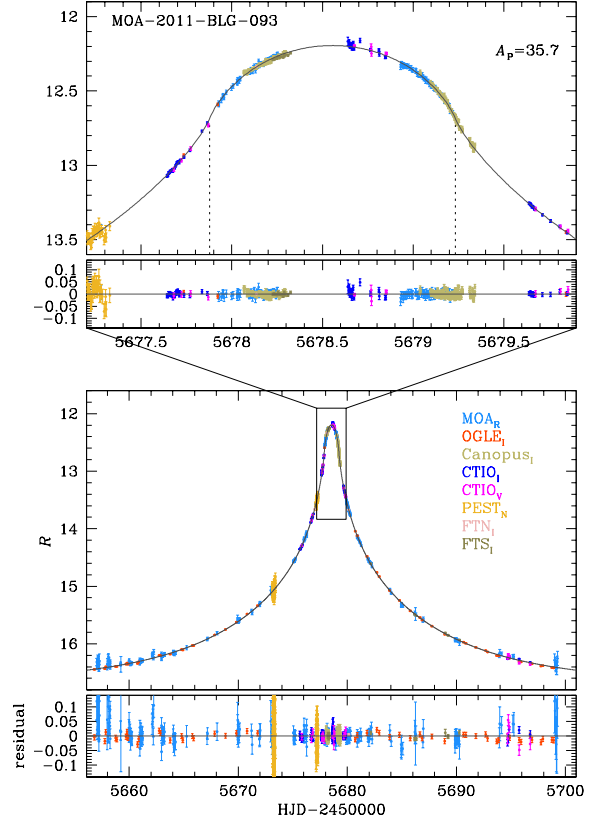 MOA-2011-BLG-093
A_P=35.7
12
12.5
13
13.5
0.1
0.05
0
−0.05
−0.1
5677.5 5678 5678.5 5679 5679.5
12
13
14
15
16
R
MOA_R
OGLE_I
Canopus_I
CTIO_I
CTIO_V
PEST_N
FTN_I
FTS_I
residual
0.1
0.05
0
−0.05
−0.1
5660 5670 5680 5690 5700
HJD−2450000